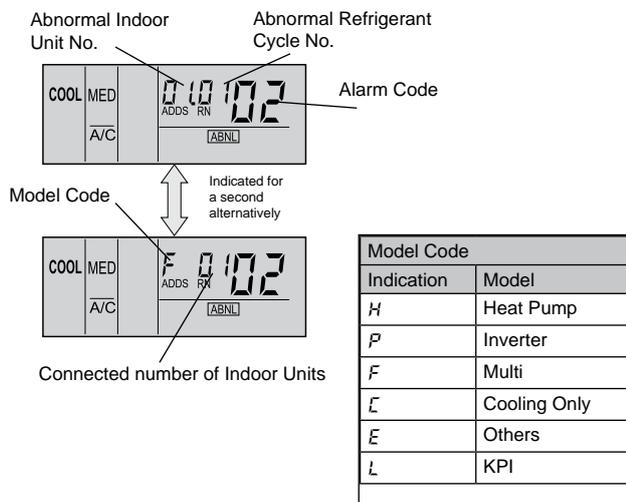 Abnormal Indoor
Unit No.
Abnormal Refrigerant
Cycle No.
COOL MED 01.01 02
ADDS RN
A/C ABNL
Alarm Code
Indicated for
a second
alternatively
Model Code
COOL MED F 01 02
ADDS RN
A/C ABNL
Connected number of Indoor Units
Model Code
Indication Model
H Heat Pump
P Inverter
F Multi
C Cooling Only
E Others
L KPI